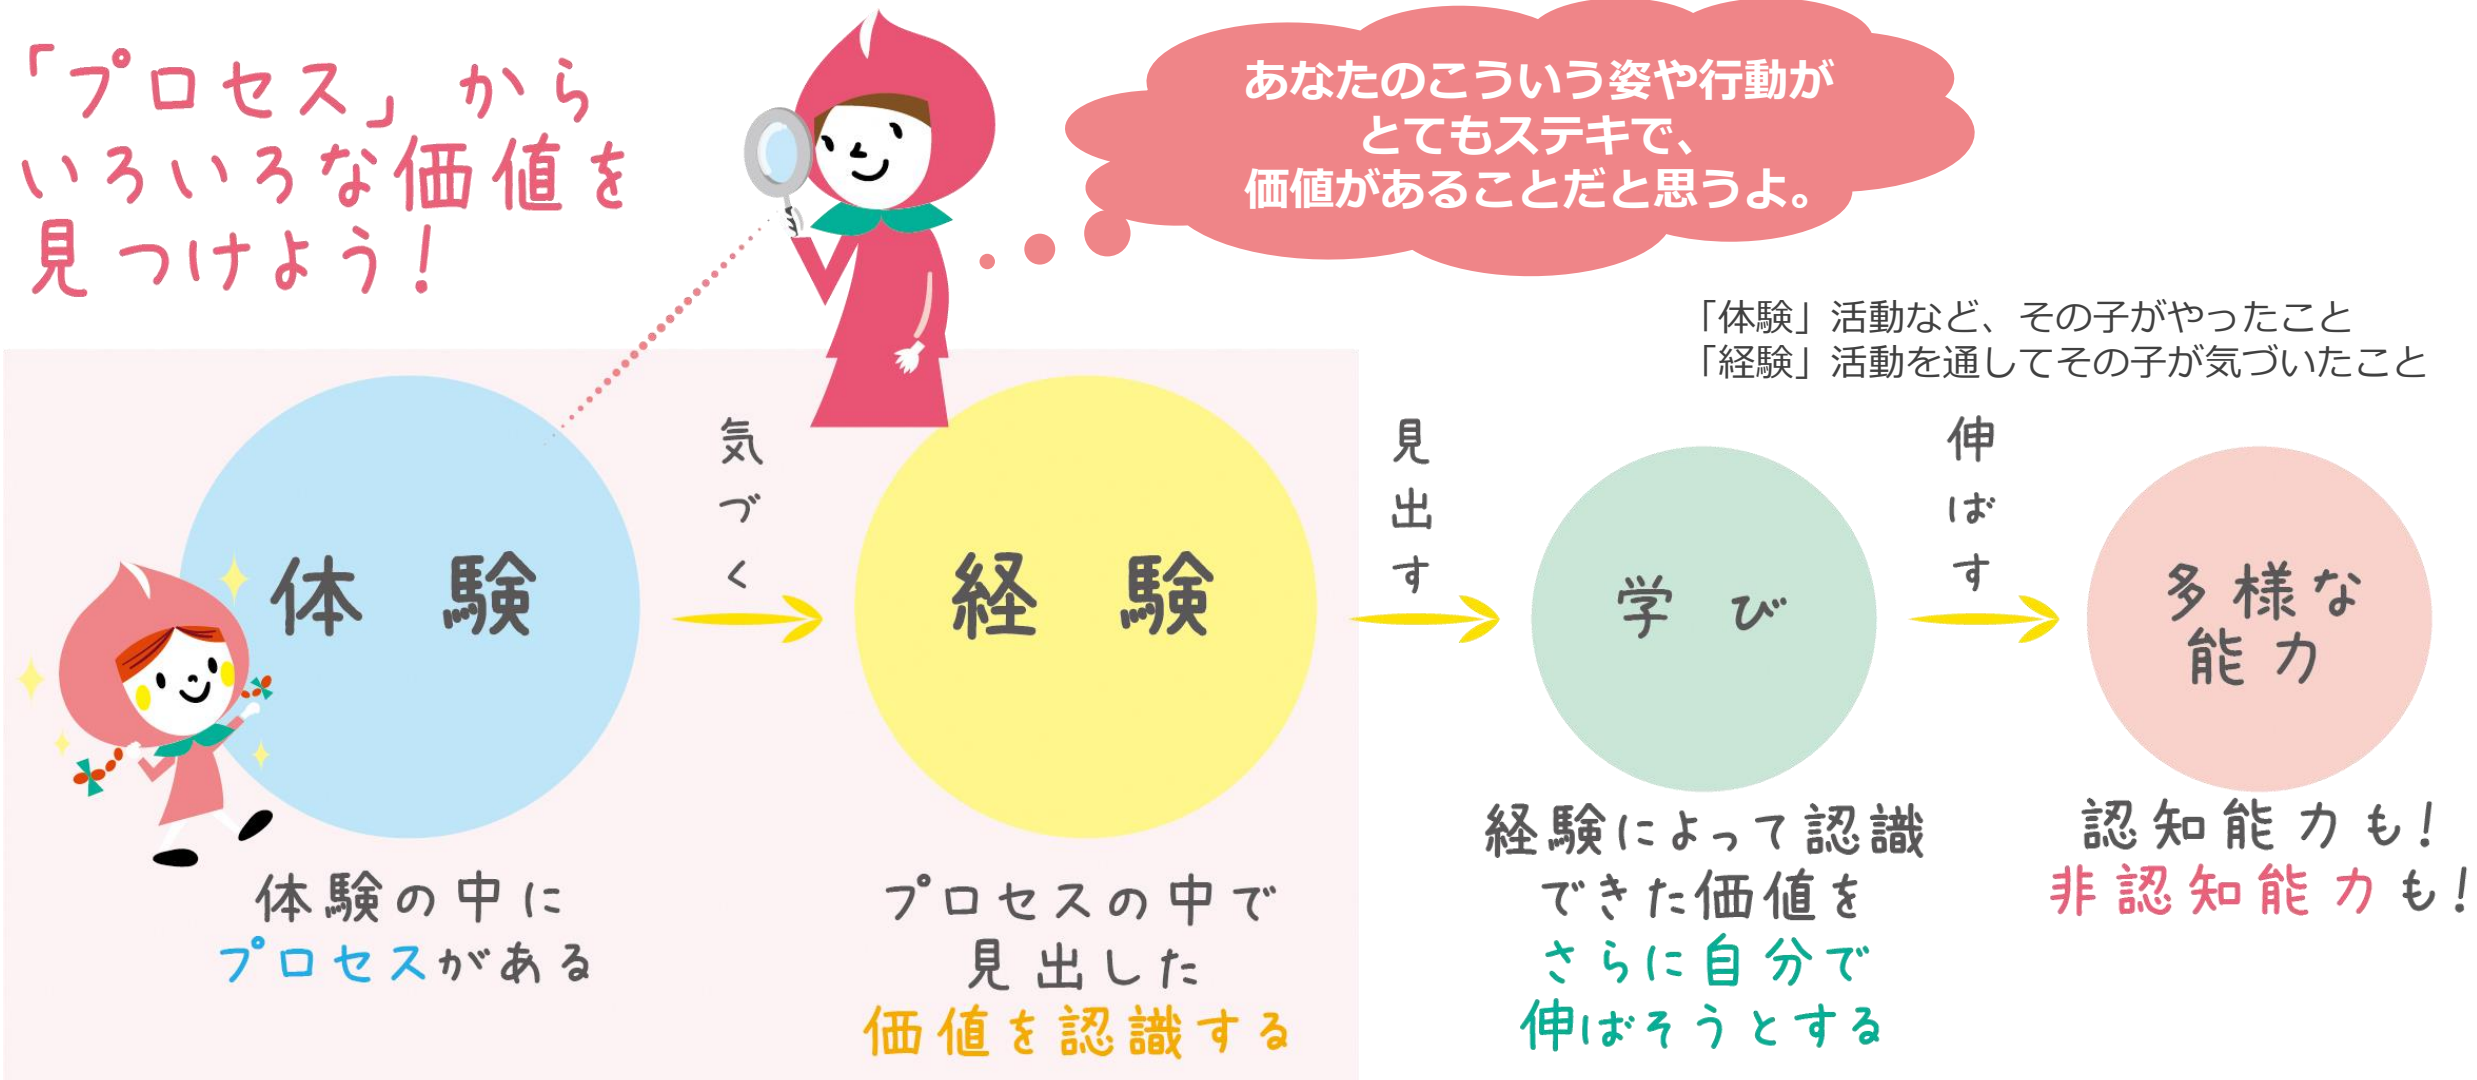 「プロセス」から
いろいろな価値を
見つけよう!
あなたのこういう姿や行動が
とてもステキで、
価値があることだと思うよ。
「体験」活動など、その子がやったこと
「経験」活動を通してその子が気づいたこと
体験
気づく
経験
見出す
学び
伸ばす
多様な
能力
体験の中に
プロセスがある
プロセスの中で
見出した
価値を認識する
経験によって認識
できた価値を
さらに自分で
伸ばそうとする
認知能力も!
非認知能力も!